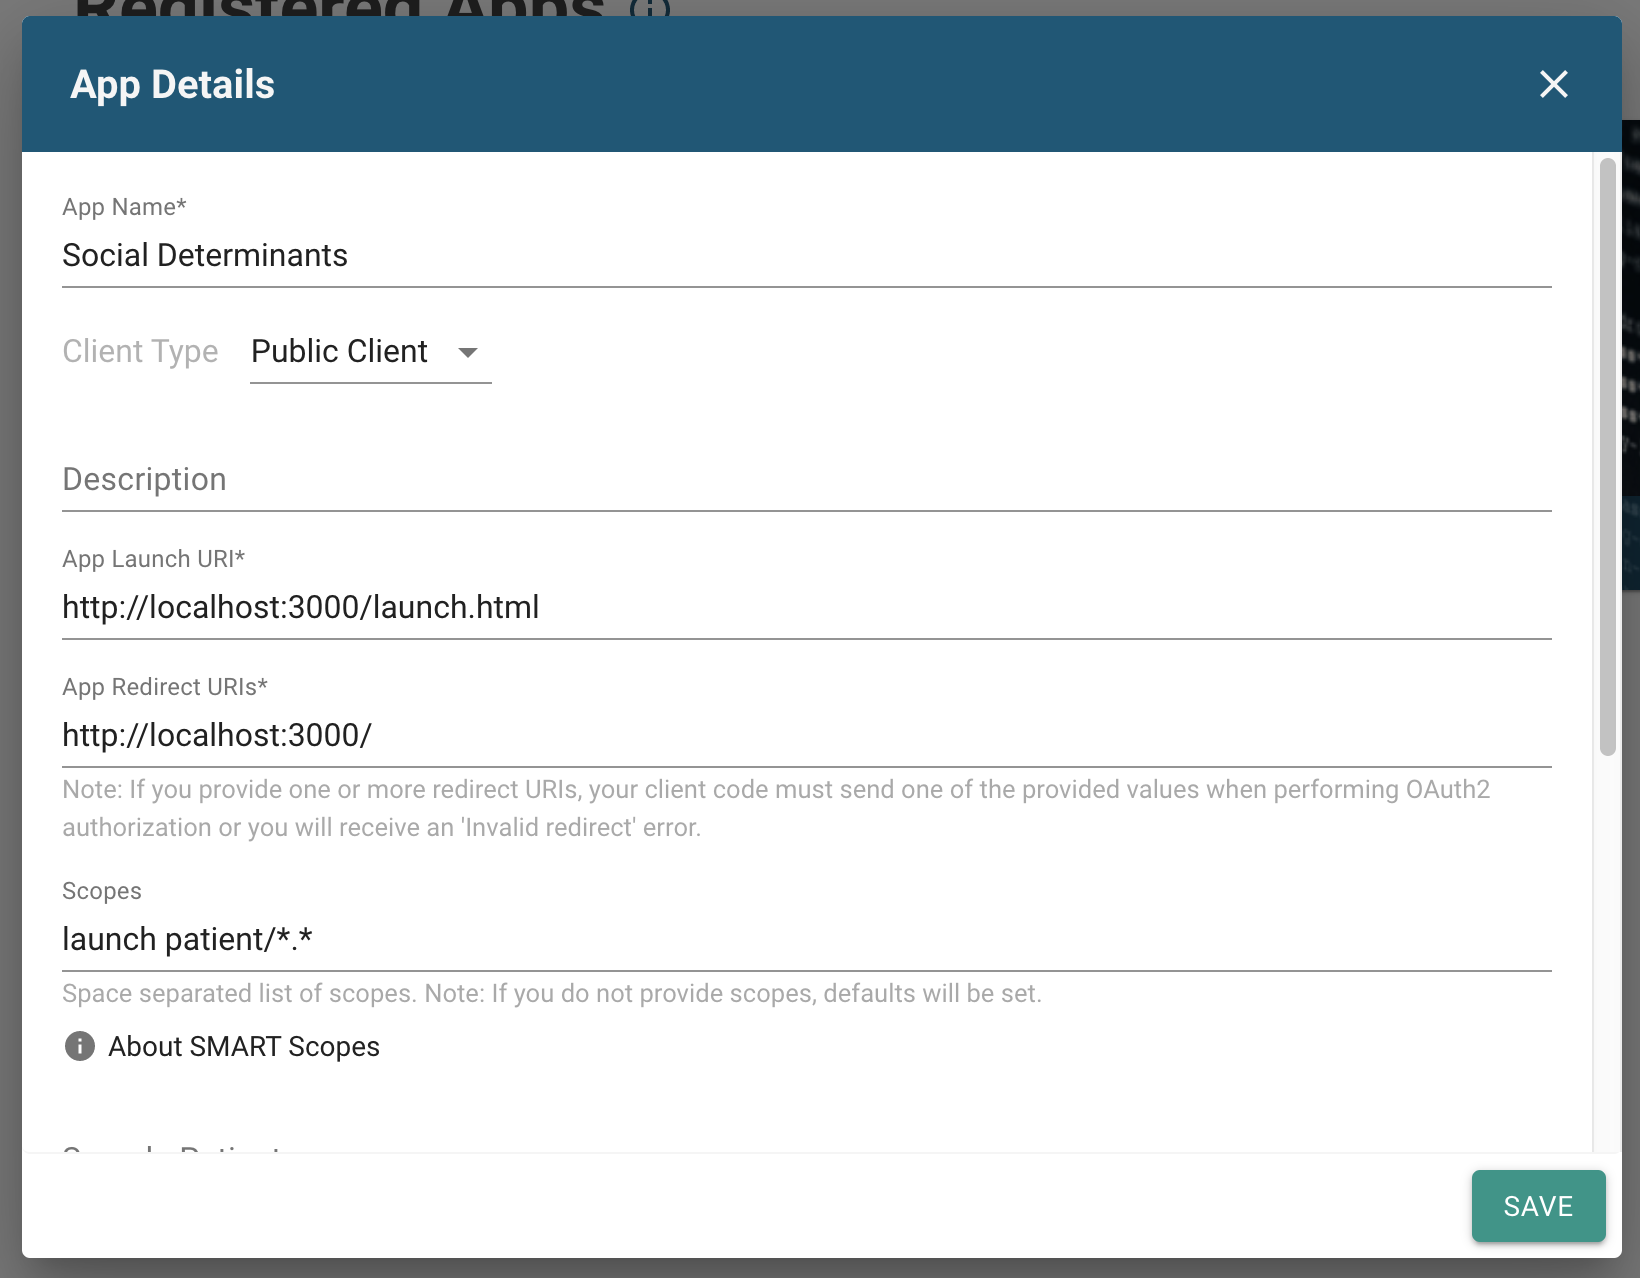 Registered Apps
App Details
App Name*
Social Determinants
Client Type Public Client
Description
App Launch URI*
http://localhost:3000/launch.html
App Redirect URIs*
http://localhost:3000/
Note: If you provide one or more redirect URIs, your client code must send one of the provided values when performing OAuth2
authorization or you will receive an 'Invalid redirect' error.
Scopes
launch patient/*.*
Space separated list of scopes. Note: If you do not provide scopes, defaults will be set.
About SMART Scopes
SAVE